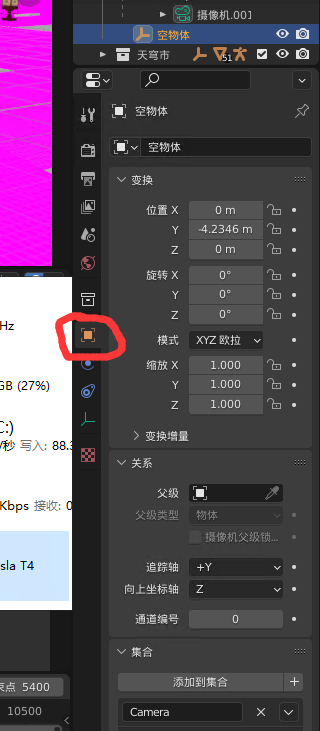 摄像机.001
空物体
天穹市
51
空物体
空物体
变换
位置 X 0 m
Y -4.2346 m
Z 0 m
旋转 X 0°
Y 0°
Z 0°
模式 XYZ 欧拉
缩放 X 1.000
Y 1.000
Z 1.000
变换增量
关系
父级
父级类型 物体
摄像机父级锁...
追踪轴 +Y
向上坐标轴 Z
通道编号 0
集合
添加到集合
Camera
Hz
GB (27%)
C:)
/秒 写入: 88.3
Kbps 接收: 0
sla T4
束点 5400
10500